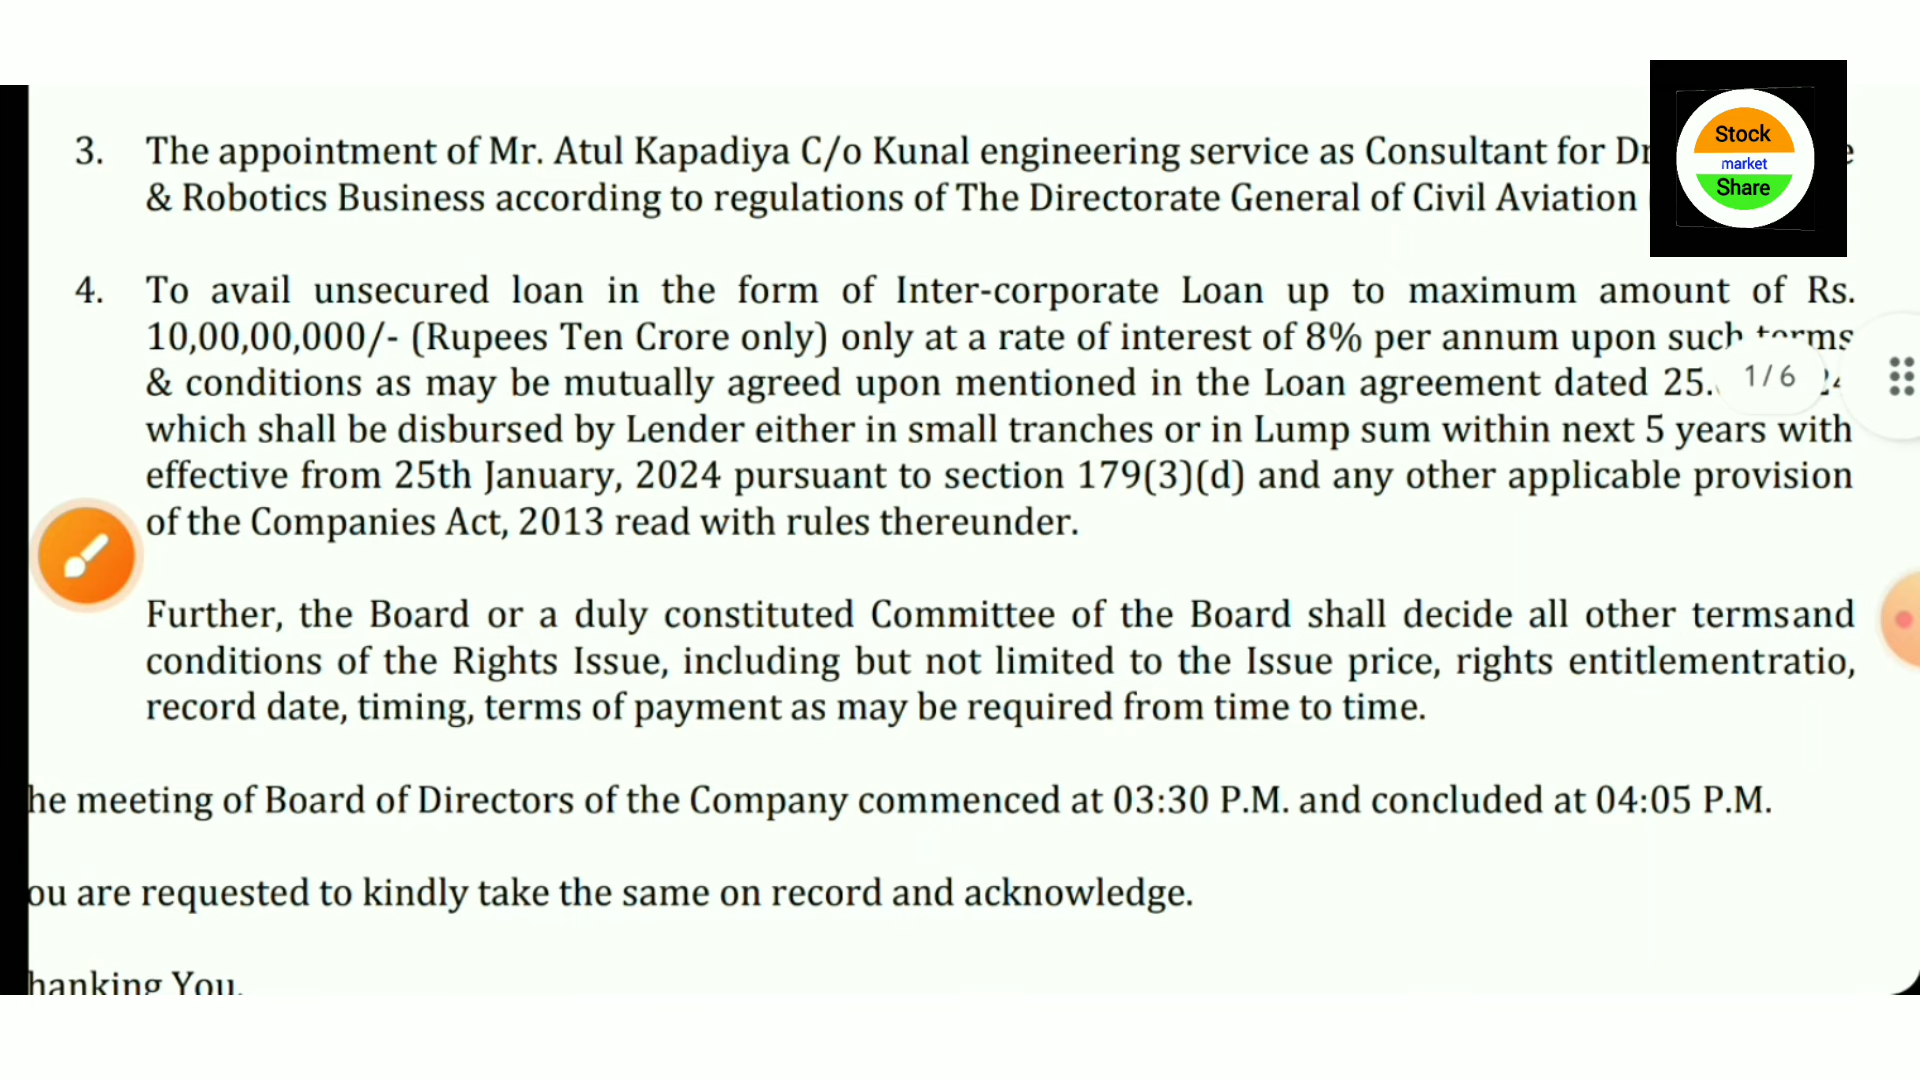 3. The appointment of Mr. Atul Kapadiya C/o Kunal engineering service as Consultant for
& Robotics Business according to regulations of The Directorate General of Civil Aviation
Stock
market
Share
4. To avail unsecured loan in the form of Inter-corporate Loan up to maximum amount of Rs.
10,00,00,000/- (Rupees Ten Crore only) only at a rate of interest of 8% per annum upon such terms
& conditions as may be mutually agreed upon mentioned in the Loan agreement dated 25.
1/6
which shall be disbursed by Lender either in small tranches or in Lump sum within next 5 years with
effective from 25th January, 2024 pursuant to section 179(3)(d) and any other applicable provision
of the Companies Act, 2013 read with rules thereunder.
Further, the Board or a duly constituted Committee of the Board shall decide all other termsand
conditions of the Rights Issue, including but not limited to the Issue price, rights entitlementratio,
record date, timing, terms of payment as may be required from time to time.
he meeting of Board of Directors of the Company commenced at 03:30 P.M. and concluded at 04:05 P.M.
ou are requested to kindly take the same on record and acknowledge.
hanking You.